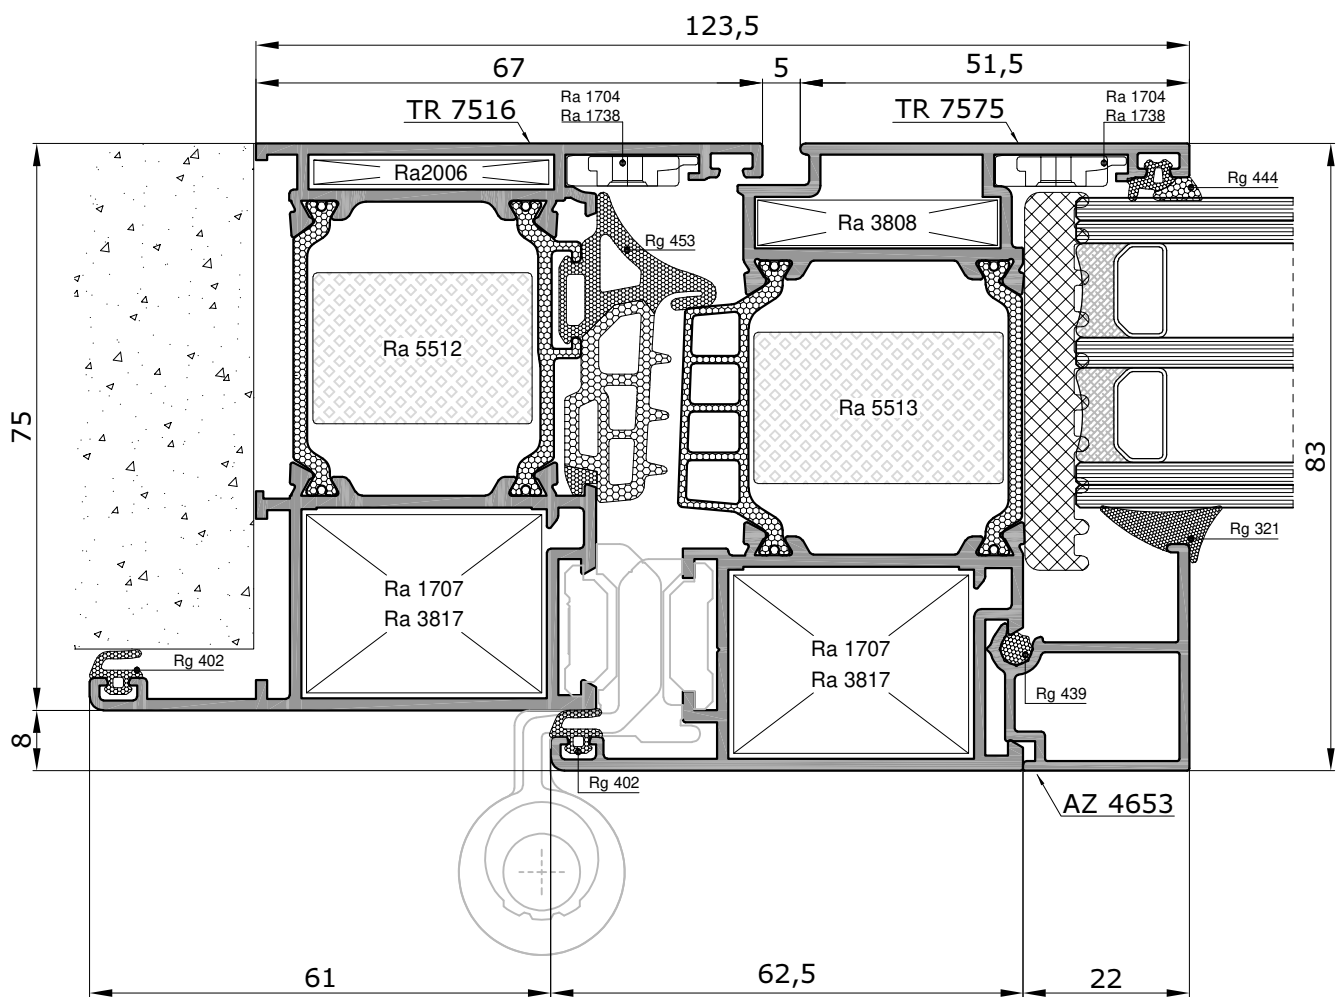 123,5
67
5
51,5
TR 7516
Ra 1704
Ra 1738
TR 7575
Ra 1704
Ra 1738
Ra2006
Rg 444
Ra 3808
Rg 453
Ra 5512
Ra 5513
75
83
Rg 321
Ra 1707
Ra 3817
Ra 1707
Ra 3817
Rg 402
Rg 439
8
Rg 402
AZ 4653
61
62,5
22